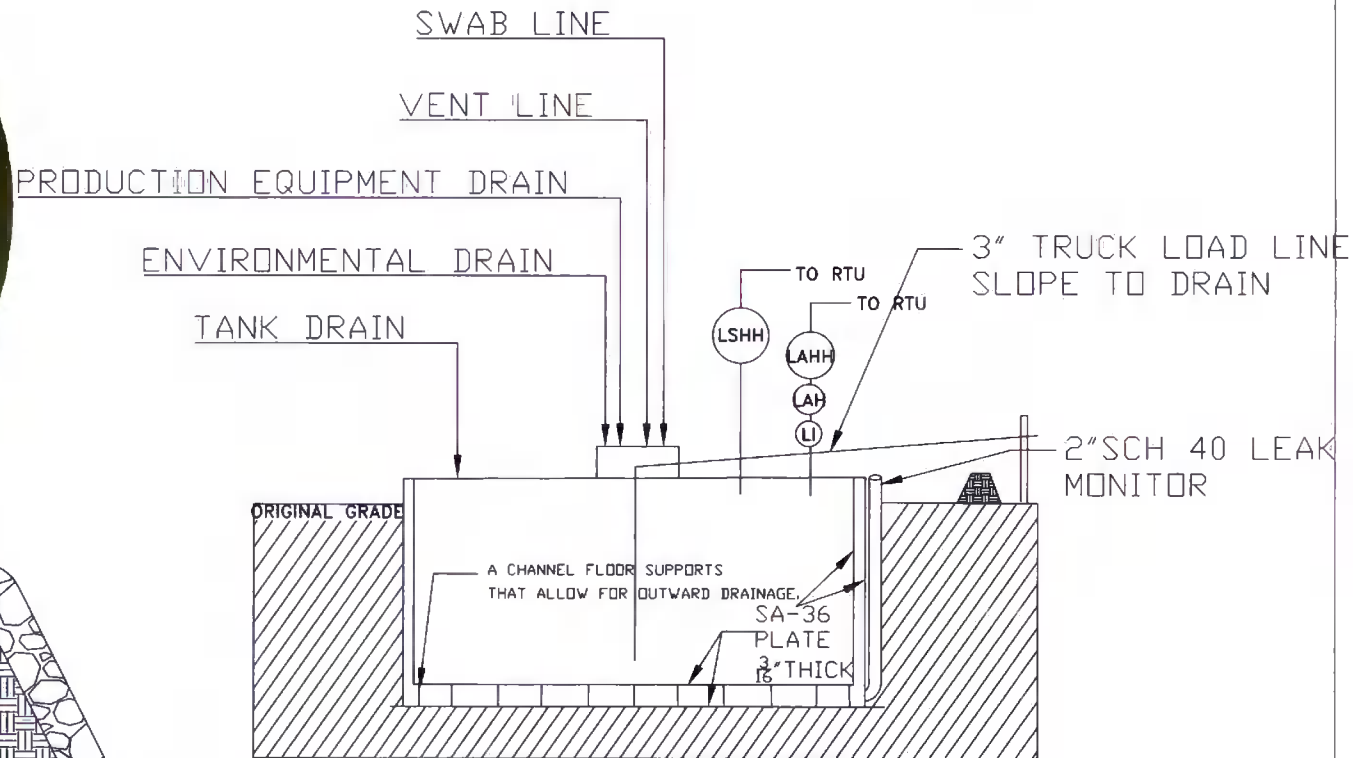 SWAB LINE
VENT LINE
PRODUCTION EQUIPMENT DRAIN
ENVIRONMENTAL DRAIN
TANK DRAIN
TO RTU
TO RTU
3" TRUCK LOAD LINE
SLOPE TO DRAIN
LSHH
LAHH
LAH
LI
2"SCH 40 LEAK
MONITOR
ORIGINAL GRADE
A CHANNEL FLOOR SUPPORTS
THAT ALLOW FOR OUTWARD DRAINAGE.
SA-36
PLATE
3/16"THICK